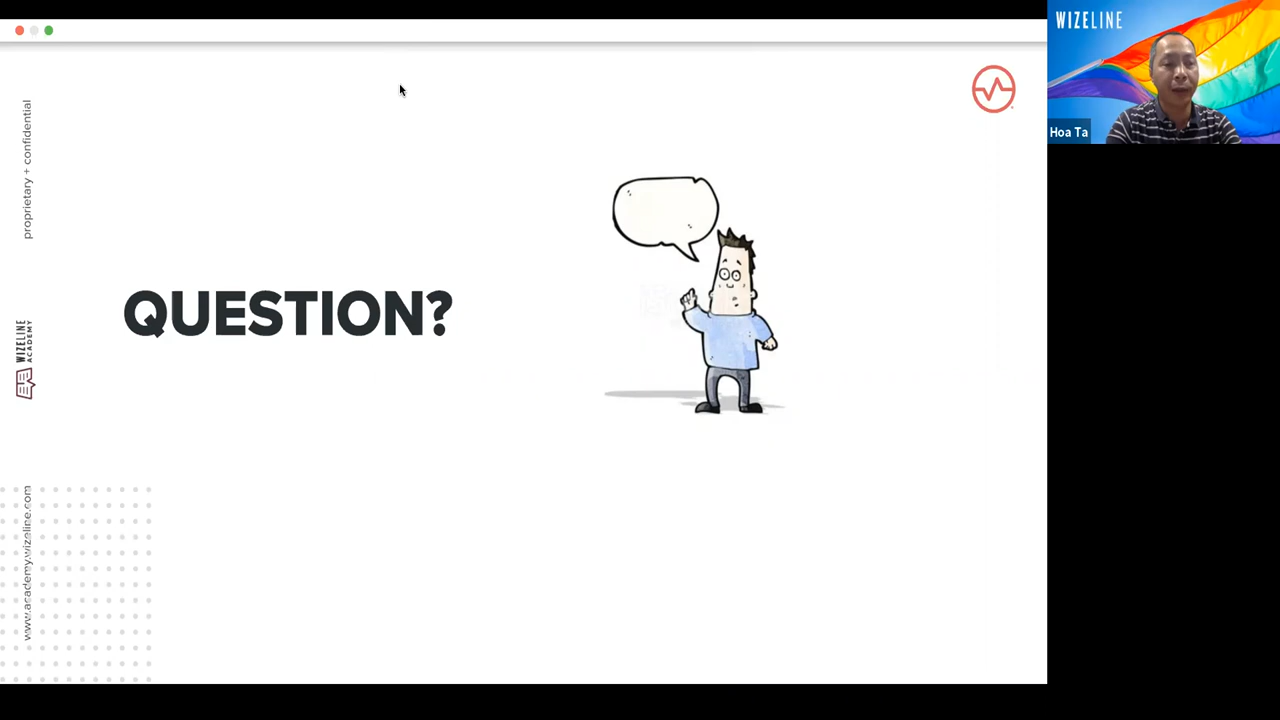 proprietary + confidential
WIZELINE
ACADEMY
www.academy.wizeline.com
QUESTION?
WIZELINE
Hoa Ta